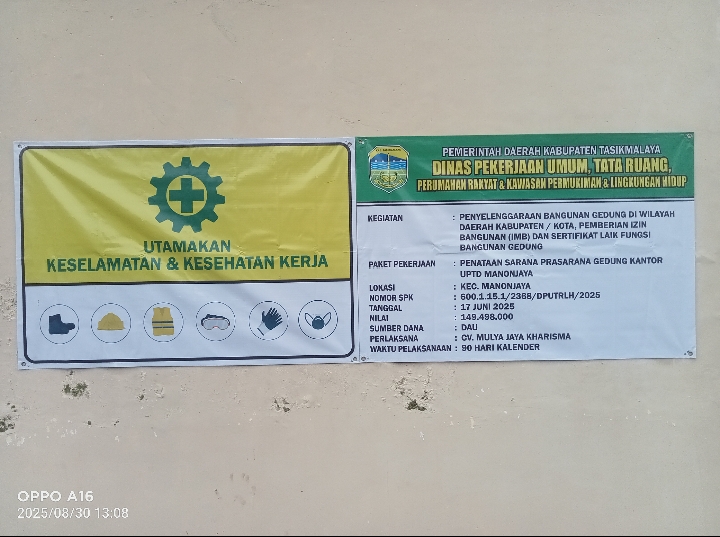 UTAMAKAN
KESELAMATAN & KESEHATAN KERJA
PEMERINTAH DAERAH KABUPATEN TASIKMALAYA
DINAS PEKERJAAN UMUM, TATA RUANG,
PERUMAHAN RAKYAT & KAWASAN PERMUKIMAN & LINGKUNGAN HIDUP
KEGIATAN : PENYELENGGARAAN BANGUNAN GEDUNG DI WILAYAH
DAERAH KABUPATEN / KOTA, PEMBERIAN IZIN
BANGUNAN (IMB) DAN SERTIFIKAT LAIK FUNGSI
BANGUNAN GEDUNG
PAKET PEKERJAAN : PENATAAN SARANA PRASARANA GEDUNG KANTOR
UPTD MANONJAYA
LOKASI : KEC. MANONJAYA
NOMOR SPK : 600.1.15.1/2368/DPUTRLH/2025
TANGGAL : 17 JUNI 2025
NILAI : 149.498.000
SUMBER DANA : DAU
PERLAKSANA : CV. MULYA JAYA KHARISMA
WAKTU PELAKSANAAN : 90 HARI KALENDER
OPPO A16
2025/08/30 13:08